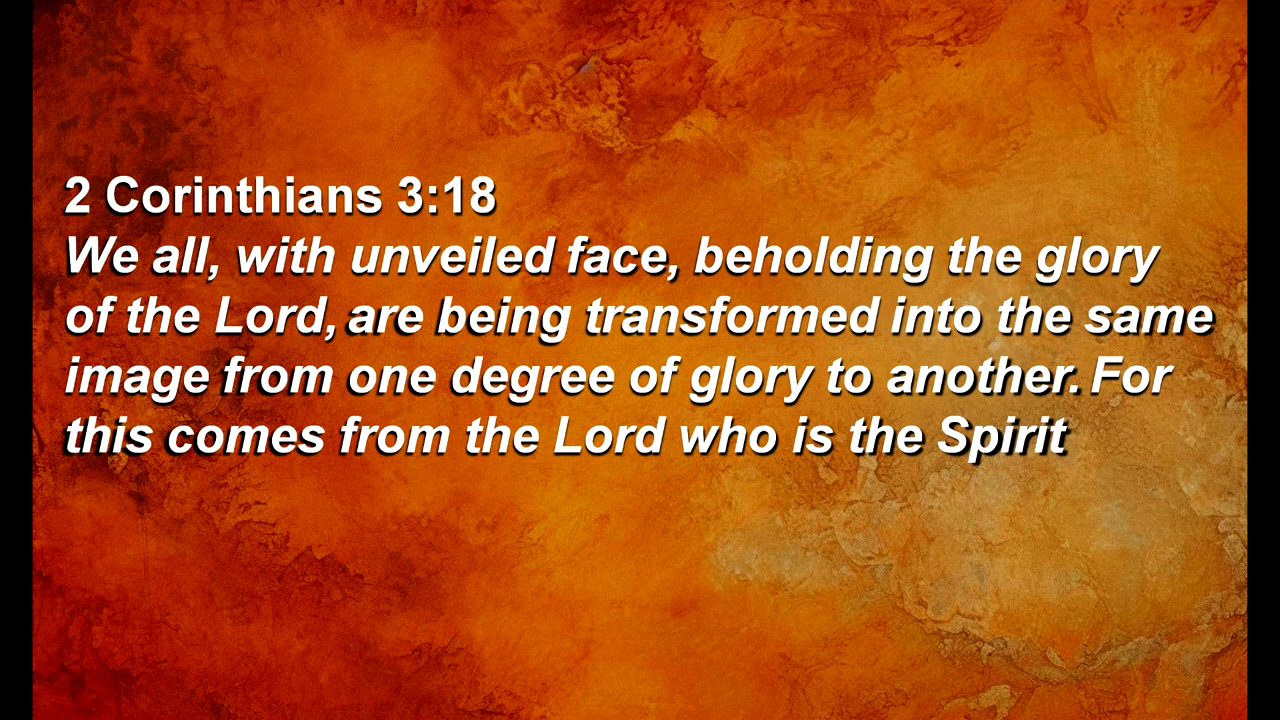 2 Corinthians 3:18
We all, with unveiled face, beholding the glory
of the Lord, are being transformed into the same
image from one degree of glory to another. For
this comes from the Lord who is the Spirit